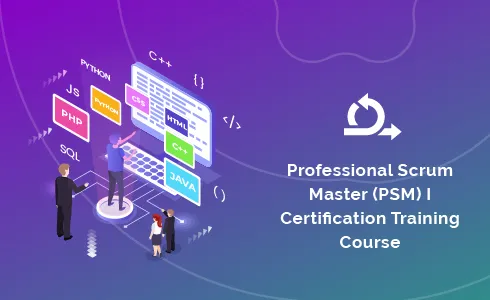 C++
PYTHON
{ }
JS
PYTHON
CSS
PHP
HTML
</>
C++
SQL
JAVA
( )
Professional Scrum
Master (PSM) I
Certification Training
Course